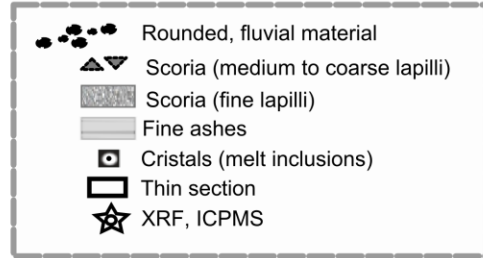 Rounded, fluvial material
Scoria (medium to coarse lapilli)
Scoria (fine lapilli)
Fine ashes
Cristals (melt inclusions)
Thin section
XRF, ICPMS